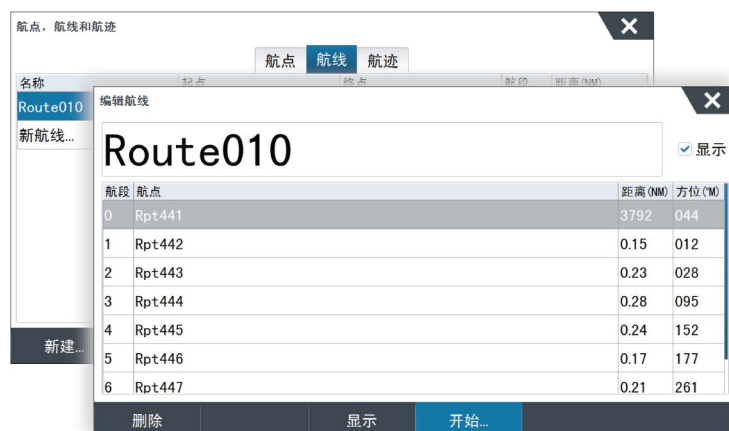 航点，航线和航迹
航点 航线 航迹
名称 起点 终点 航段 距离(NM)
Route010
新航线…
新建…
编辑航线
Route010
显示
航段 航点 距离(NM) 方位(°M)
0 Rpt441 3792 044
1 Rpt442 0.15 012
2 Rpt443 0.23 028
3 Rpt444 0.28 095
4 Rpt445 0.24 152
5 Rpt446 0.17 177
6 Rpt447 0.21 261
删除 显示 开始…